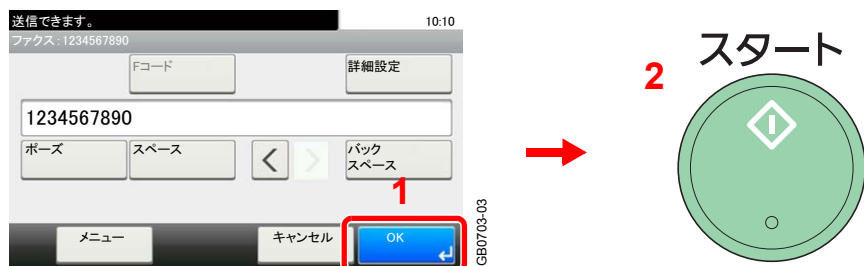 送信できます。 10:10
ファクス:1234567890
Fコード 詳細設定
1234567890
ポーズ スペース < > バック
スペース
1
メニュー キャンセル OK
GB0703-03
スタート
2